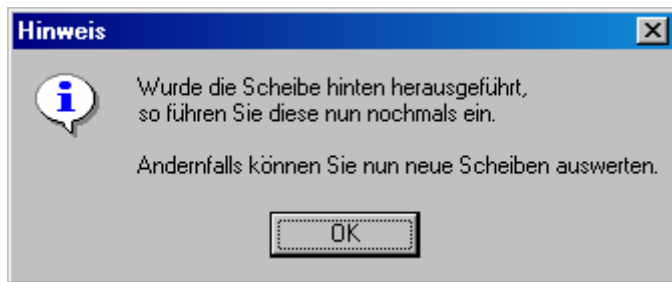 Hinweis
Wurde die Scheibe hinten herausgeführt,
so führen Sie diese nun nochmals ein.
Andernfalls können Sie nun neue Scheiben auswerten.
OK